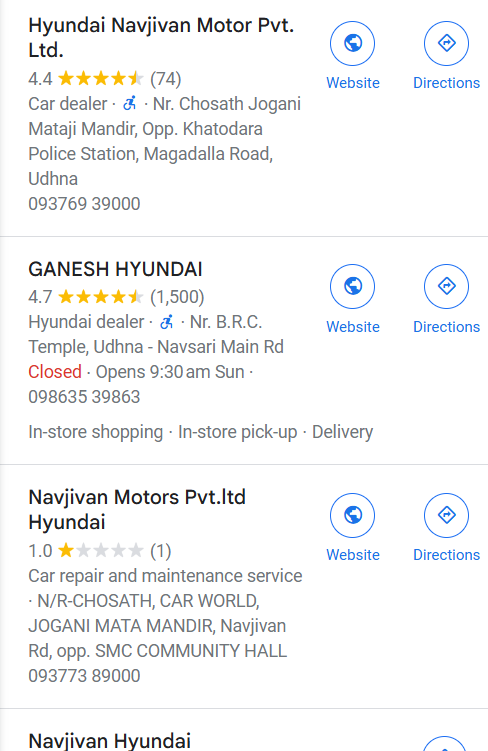 Hyundai Navjivan Motor Pvt.
Ltd.
4.4 (74)
Car dealer · · Nr. Chosath Jogani
Mataji Mandir, Opp. Khatodara
Police Station, Magadalla Road,
Udhna
093769 39000
Website
Directions
GANESH HYUNDAI
4.7 (1,500)
Hyundai dealer · · Nr. B.R.C.
Temple, Udhna - Navsari Main Rd
Closed · Opens 9:30 am Sun ·
098635 39863
In-store shopping · In-store pick-up · Delivery
Website
Directions
Navjivan Motors Pvt.ltd
Hyundai
1.0 (1)
Car repair and maintenance service
· N/R-CHOSATH, CAR WORLD,
JOGANI MATA MANDIR, Navjivan
Rd, opp. SMC COMMUNITY HALL
093773 89000
Website
Directions
Navjivan Hyundai